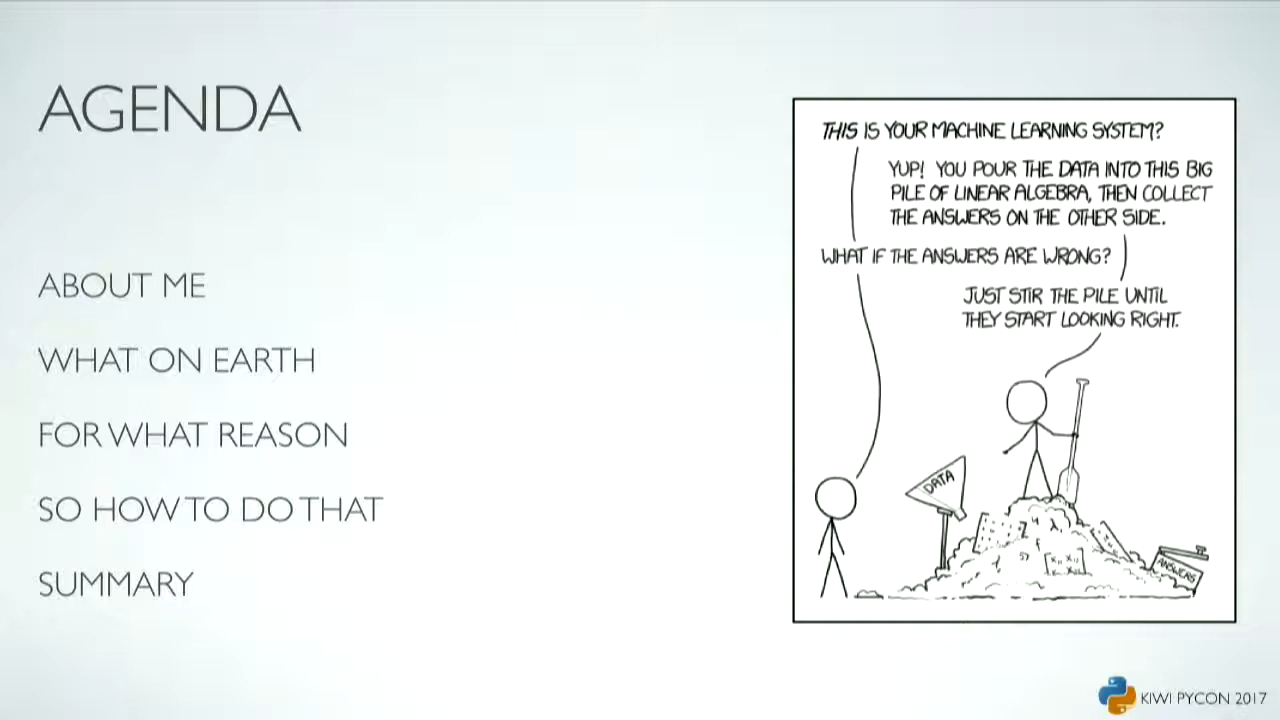 AGENDA
ABOUT ME
WHAT ON EARTH
FOR WHAT REASON
SO HOW TO DO THAT
SUMMARY
THIS IS YOUR MACHINE LEARNING SYSTEM?
YUP! YOU POUR THE DATA INTO THIS BIG
PILE OF LINEAR ALGEBRA, THEN COLLECT
THE ANSWERS ON THE OTHER SIDE.
WHAT IF THE ANSWERS ARE WRONG?
JUST STIR THE PILE UNTIL
THEY START LOOKING RIGHT.
DATA
ANSWERS
KIWI PYCON 2017